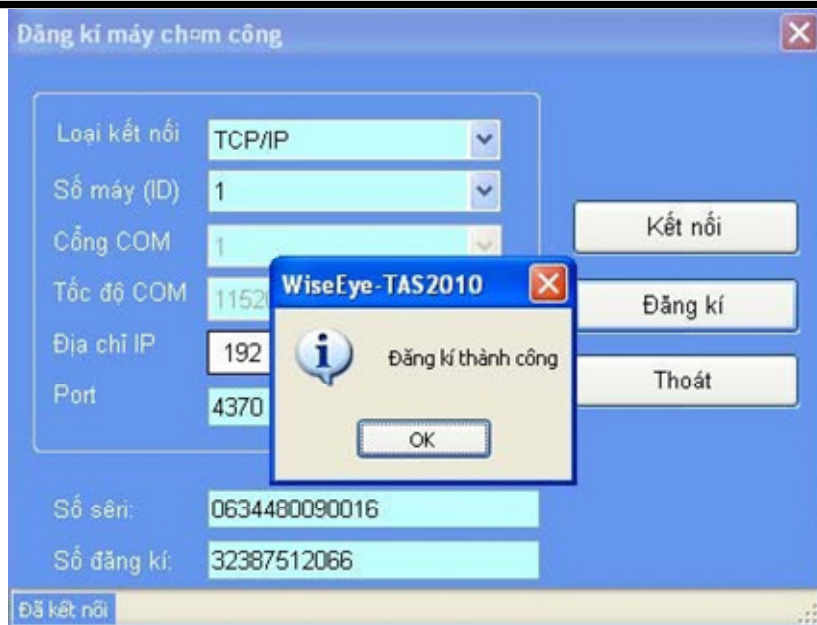 Đăng kí máy ch¤m công
Loại kết nối TCP/IP
Số máy (ID) 1
Cổng COM 1
Tốc độ COM 1152
Địa chỉ IP 192
Port 4370
Kết nối
Đăng kí
Thoát
WiseEye-TAS2010
Đăng kí thành công
OK
Số sêri: 0634480090016
Số đăng kí: 32387512066
Đã kết nối